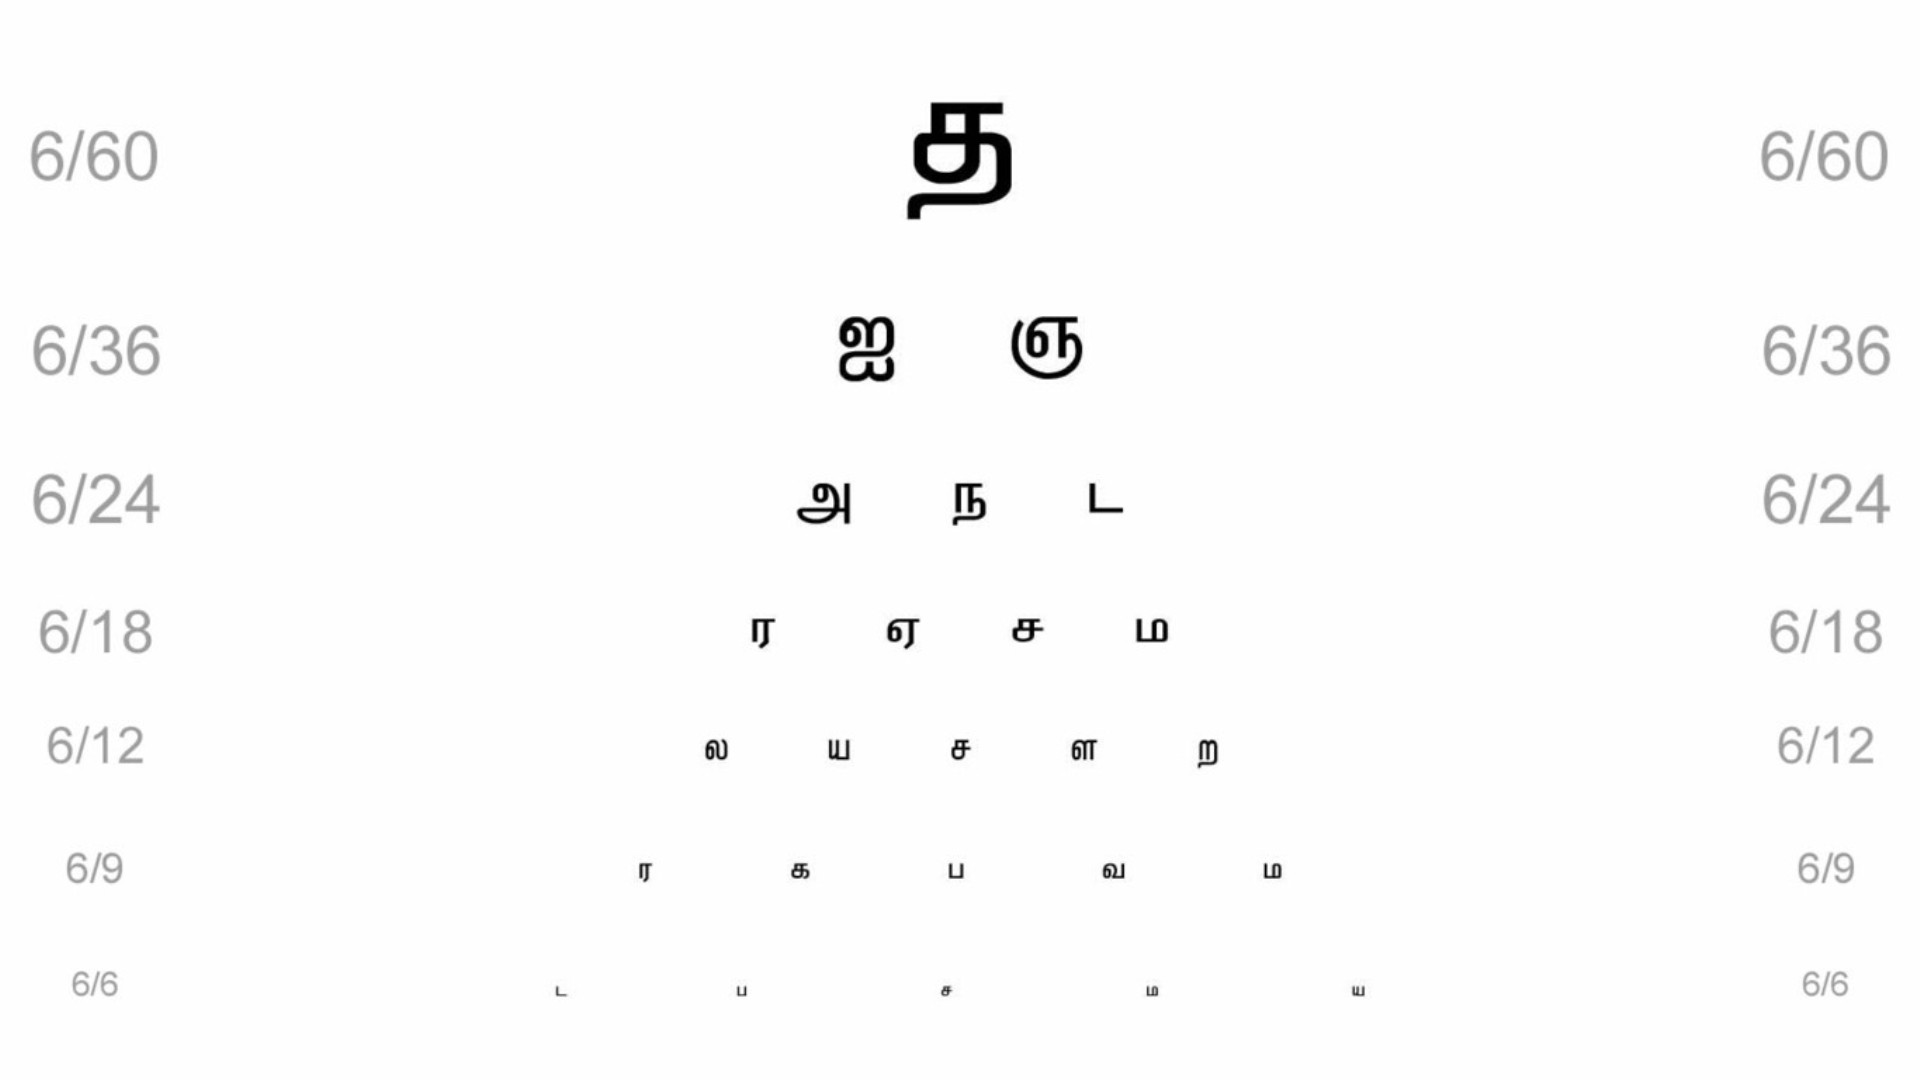 6/60 த 6/60
6/36 ஐ ஞ 6/36
6/24 அ ந ட 6/24
6/18 ர ஏ ச ம 6/18
6/12 ல ய ச ள ற 6/12
6/9 ர க ப வ ம 6/9
6/6 ட ப ச ம ய 6/6